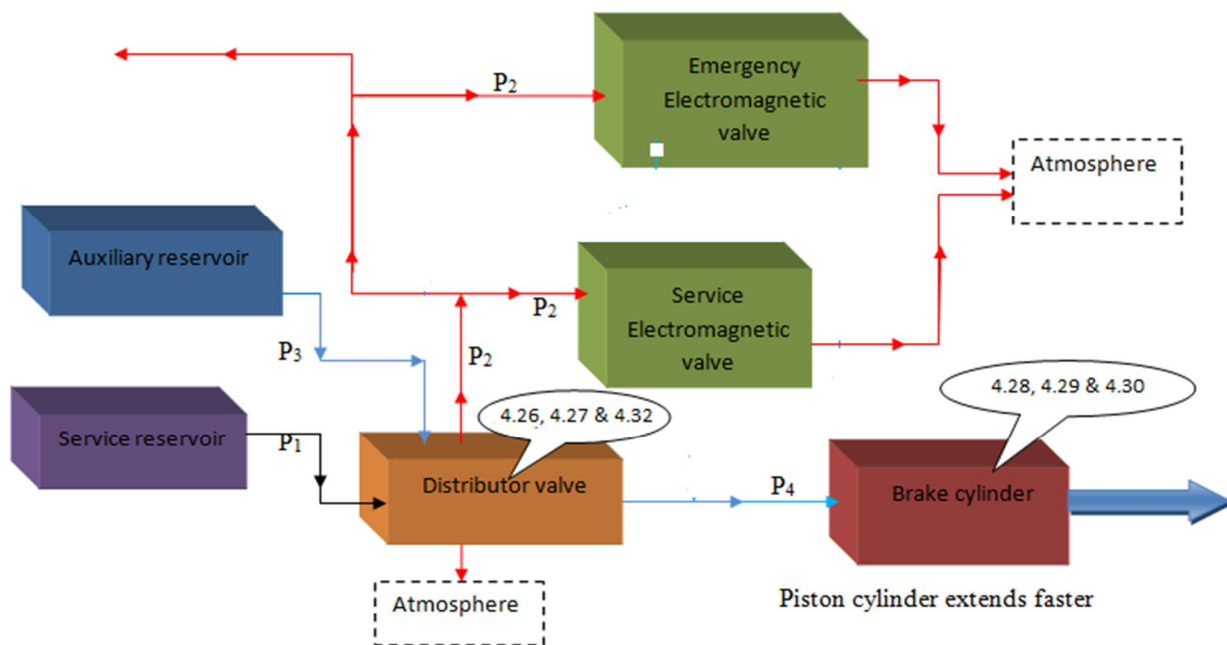 P₂
Emergency
Electromagnetic
valve
Atmosphere
Auxiliary reservoir
Service
Electromagnetic
valve
P₂
P₃
P₂
4.28, 4.29 & 4.30
4.26, 4.27 & 4.32
Service reservoir
P₁
Distributor valve
P₄
Brake cylinder
Atmosphere
Piston cylinder extends faster